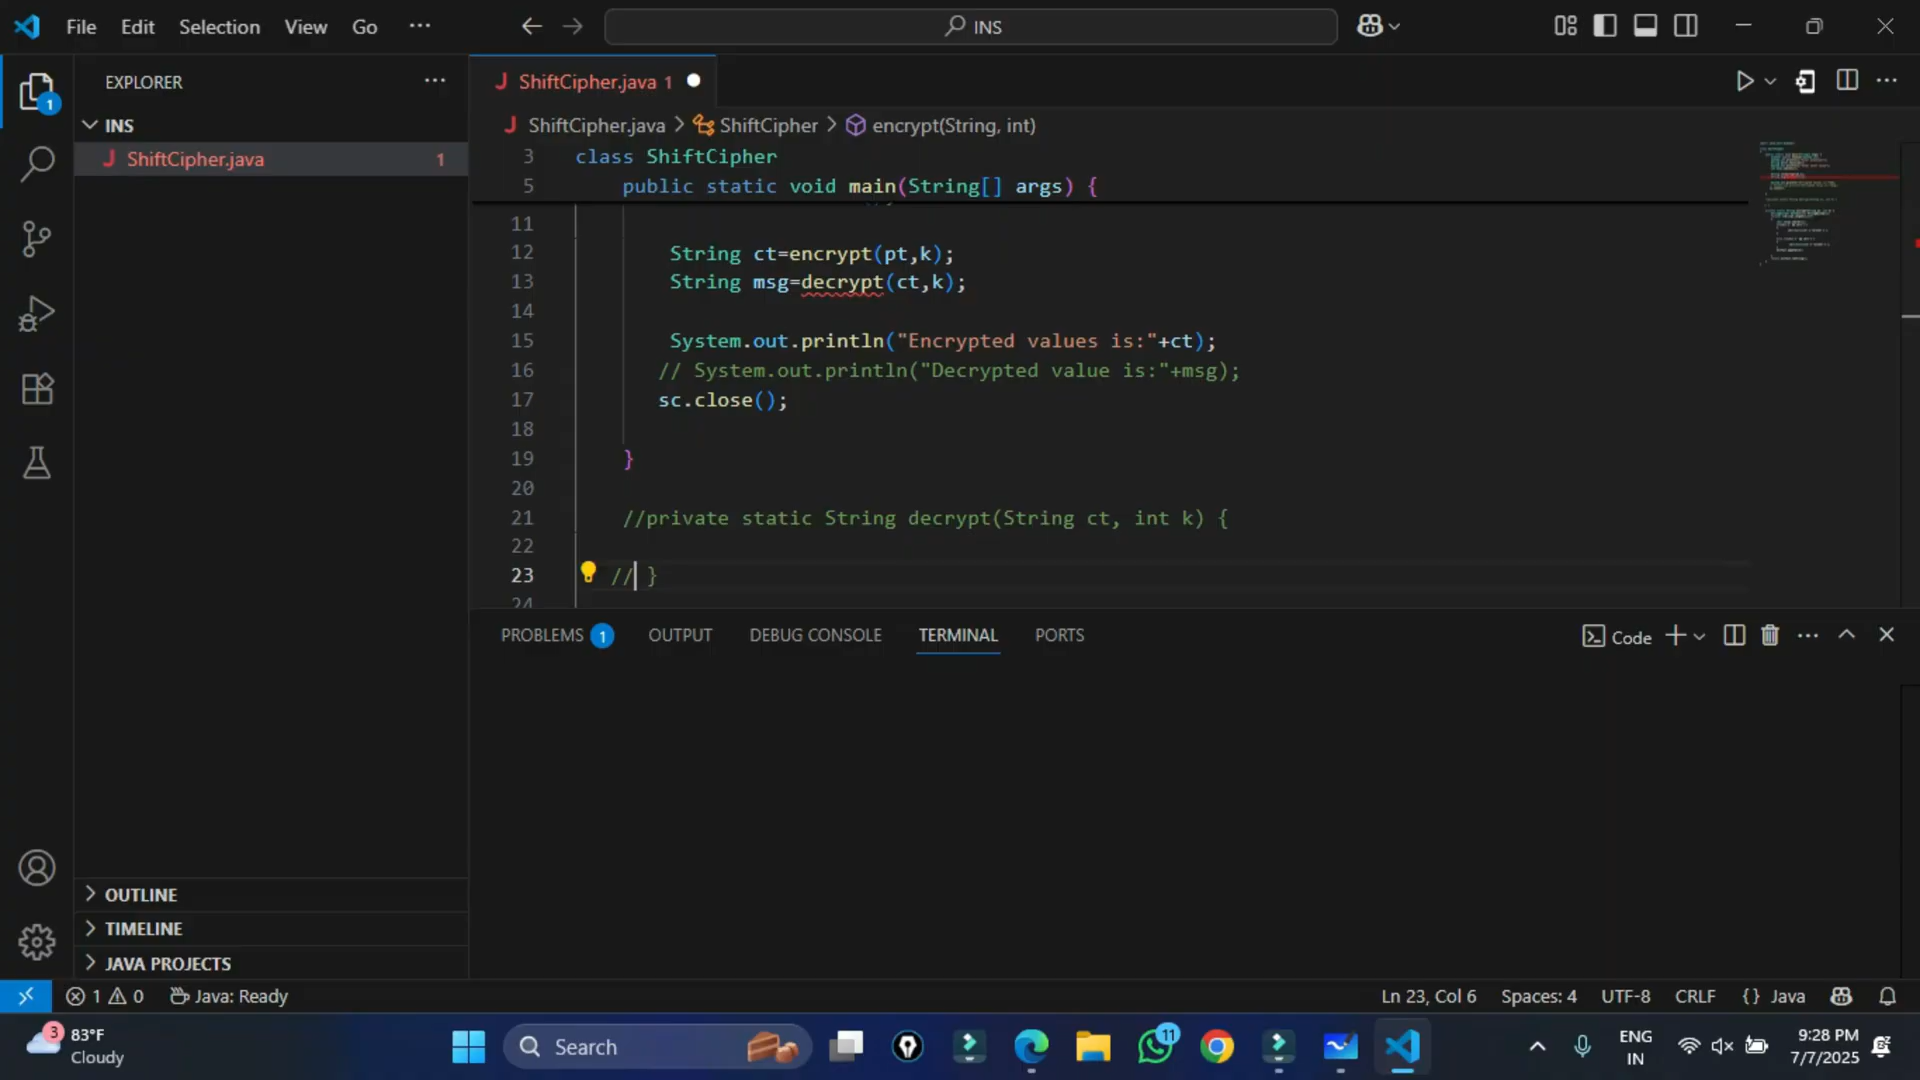 File Edit Selection View Go ... INS
EXPLORER ...
ShiftCipher.java 1
INS
ShiftCipher.java > ShiftCipher > encrypt(String, int)
ShiftCipher.java 1
3 class ShiftCipher
5 public static void main(String[] args) {
11
12 String ct=encrypt(pt,k);
13 String msg=decrypt(ct,k);
14
15 System.out.println("Encrypted values is:"+ct);
16 // System.out.println("Decrypted value is:"+msg);
17 sc.close();
18
19 }
20
21 //private static String decrypt(String ct, int k) {
22
23 // }
24
1
PROBLEMS 1 OUTPUT DEBUG CONSOLE TERMINAL PORTS Code
OUTLINE
TIMELINE
JAVA PROJECTS
1 0 Java: Ready Ln 23, Col 6 Spaces: 4 UTF-8 CRLF {} Java
3 83°F
Cloudy
Search
11
ENG
IN
9:28 PM
7/7/2025